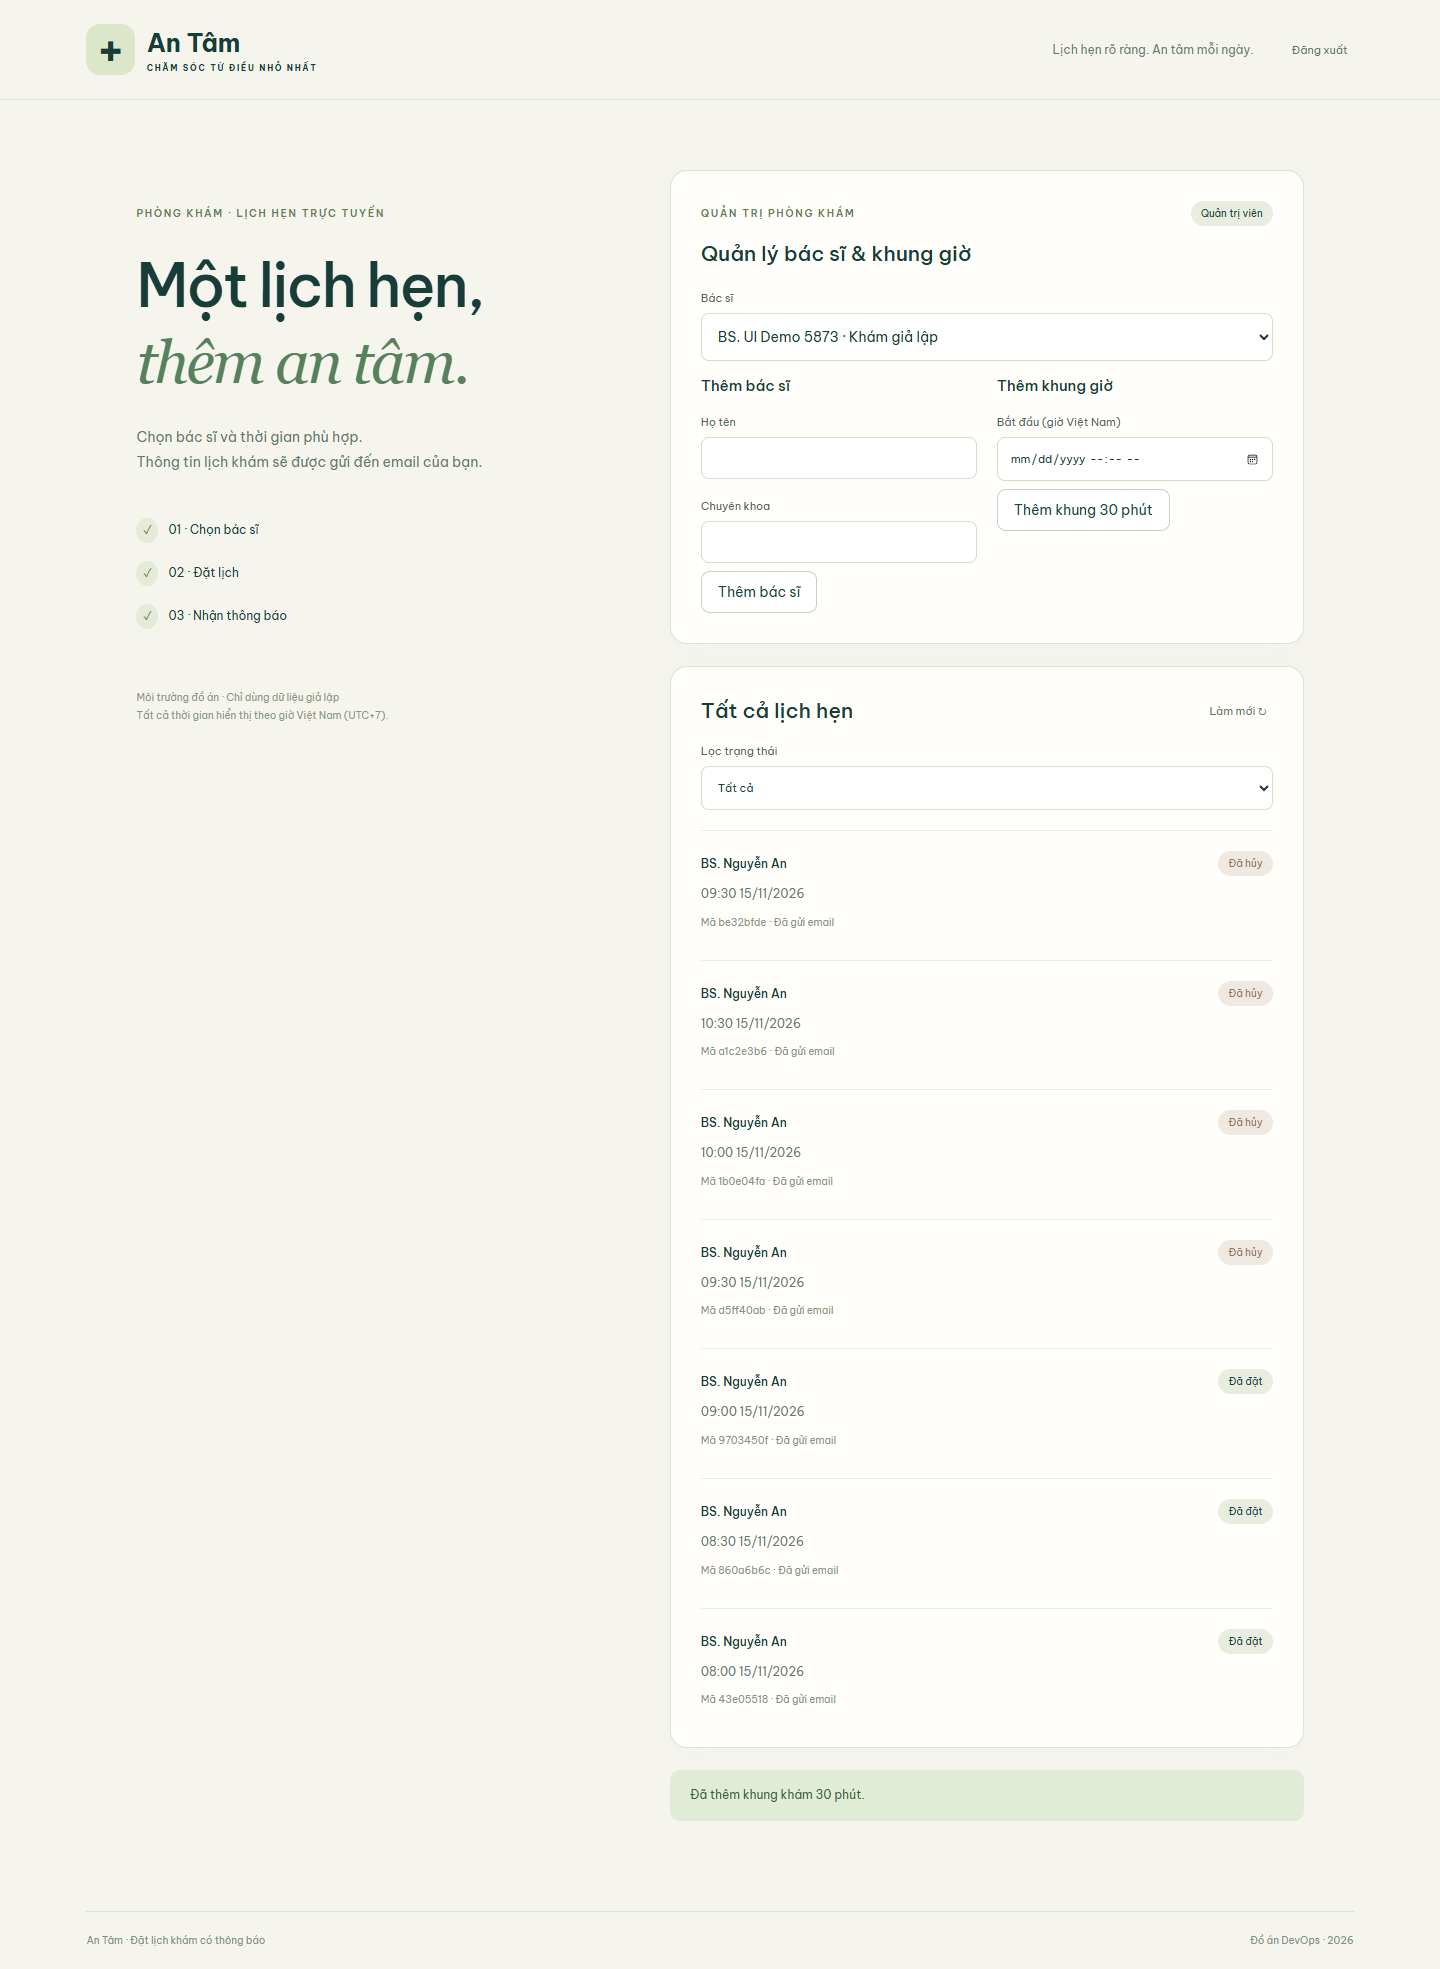 An Tâm
CHĂM SÓC TỪ ĐIỀU NHỎ NHẤT
Lịch hẹn rõ ràng. An tâm mỗi ngày.
Đăng xuất
PHÒNG KHÁM · LỊCH HẸN TRỰC TUYẾN
Một lịch hẹn,
thêm an tâm.
Chọn bác sĩ và thời gian phù hợp.
Thông tin lịch khám sẽ được gửi đến email của bạn.
✓ 01 · Chọn bác sĩ
✓ 02 · Đặt lịch
✓ 03 · Nhận thông báo
Môi trường đồ án · Chỉ dùng dữ liệu giả lập
Tất cả thời gian hiển thị theo giờ Việt Nam (UTC+7).
QUẢN TRỊ PHÒNG KHÁM
Quản trị viên
Quản lý bác sĩ & khung giờ
Bác sĩ
BS. UI Demo 5873 · Khám giả lập
Thêm bác sĩ
Họ tên
Chuyên khoa
Thêm bác sĩ
Thêm khung giờ
Bắt đầu (giờ Việt Nam)
mm/dd/yyyy --:-- --
Thêm khung 30 phút
Tất cả lịch hẹn
Làm mới ↻
Lọc trạng thái
Tất cả
BS. Nguyễn An
Đã hủy
09:30 15/11/2026
Mã be32bfde · Đã gửi email
BS. Nguyễn An
Đã hủy
10:30 15/11/2026
Mã a1c2e3b6 · Đã gửi email
BS. Nguyễn An
Đã hủy
10:00 15/11/2026
Mã 1b0e04fa · Đã gửi email
BS. Nguyễn An
Đã hủy
09:30 15/11/2026
Mã d5ff40ab · Đã gửi email
BS. Nguyễn An
Đã đặt
09:00 15/11/2026
Mã 9703450f · Đã gửi email
BS. Nguyễn An
Đã đặt
08:30 15/11/2026
Mã 860a6b6c · Đã gửi email
BS. Nguyễn An
Đã đặt
08:00 15/11/2026
Mã 43e05518 · Đã gửi email
Đã thêm khung khám 30 phút.
An Tâm · Đặt lịch khám có thông báo
Đồ án DevOps · 2026